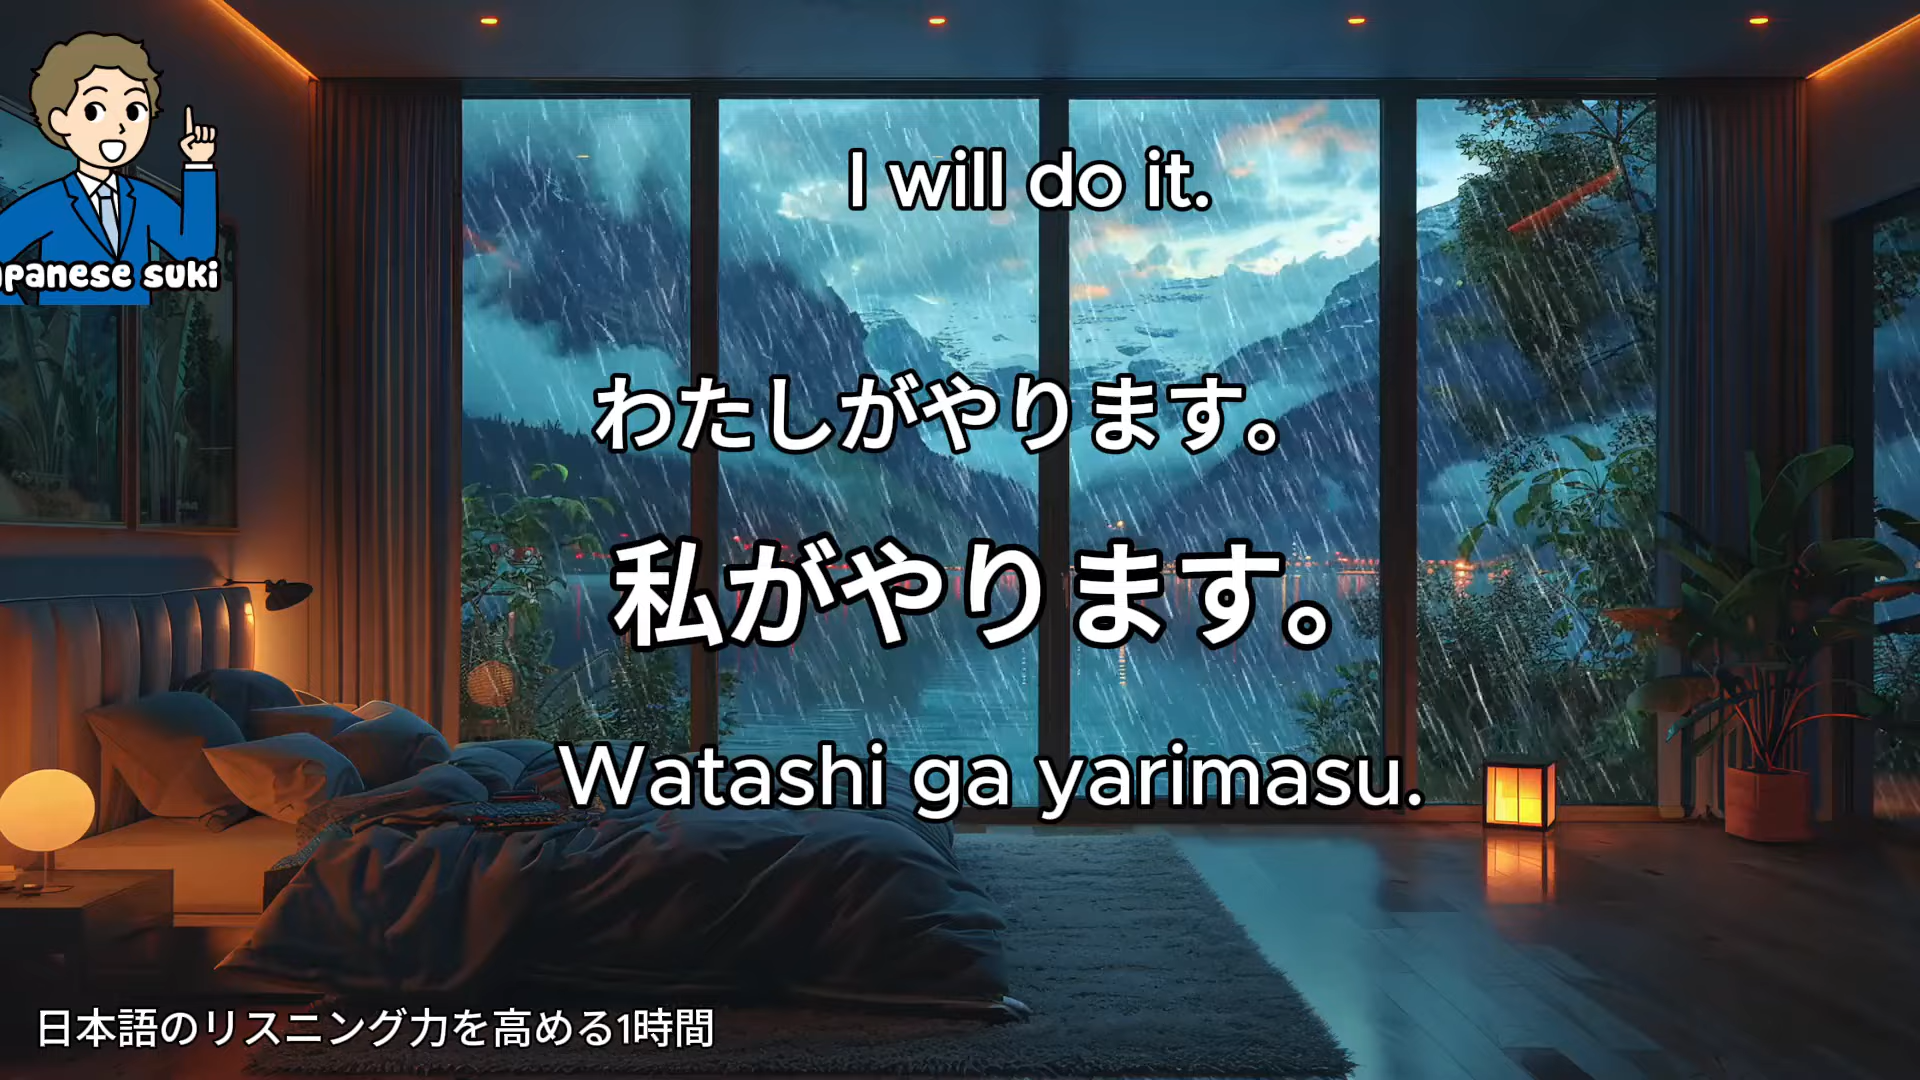 I will do it.
apanese suki
わたしがやります。
私がやります。
Watashi ga yarimasu.
日本語のリスニング力を高める1時間